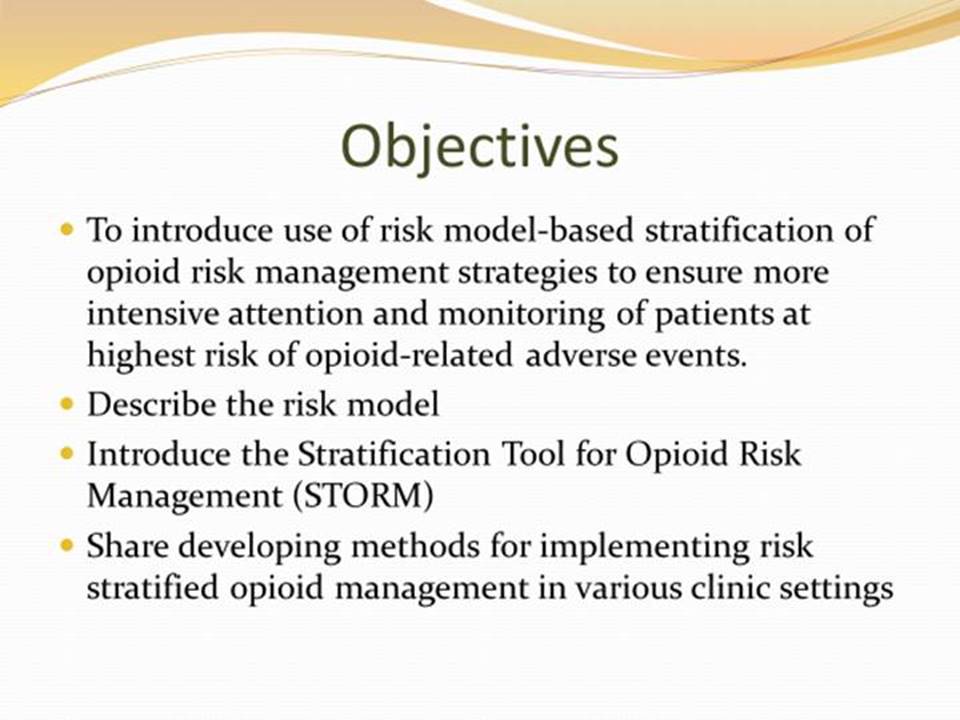 Objectives
To introduce use of risk model-based stratification of
opioid risk management strategies to ensure more
intensive attention and monitoring of patients at
highest risk of opioid-related adverse events.
Describe the risk model
Introduce the Stratification Tool for Opioid Risk
Management (STORM)
Share developing methods for implementing risk
stratified opioid management in various clinic settings